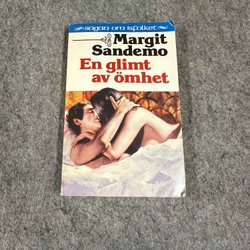 sagan om isfolket
Margit
Sandemo
En glimt
av ömhet